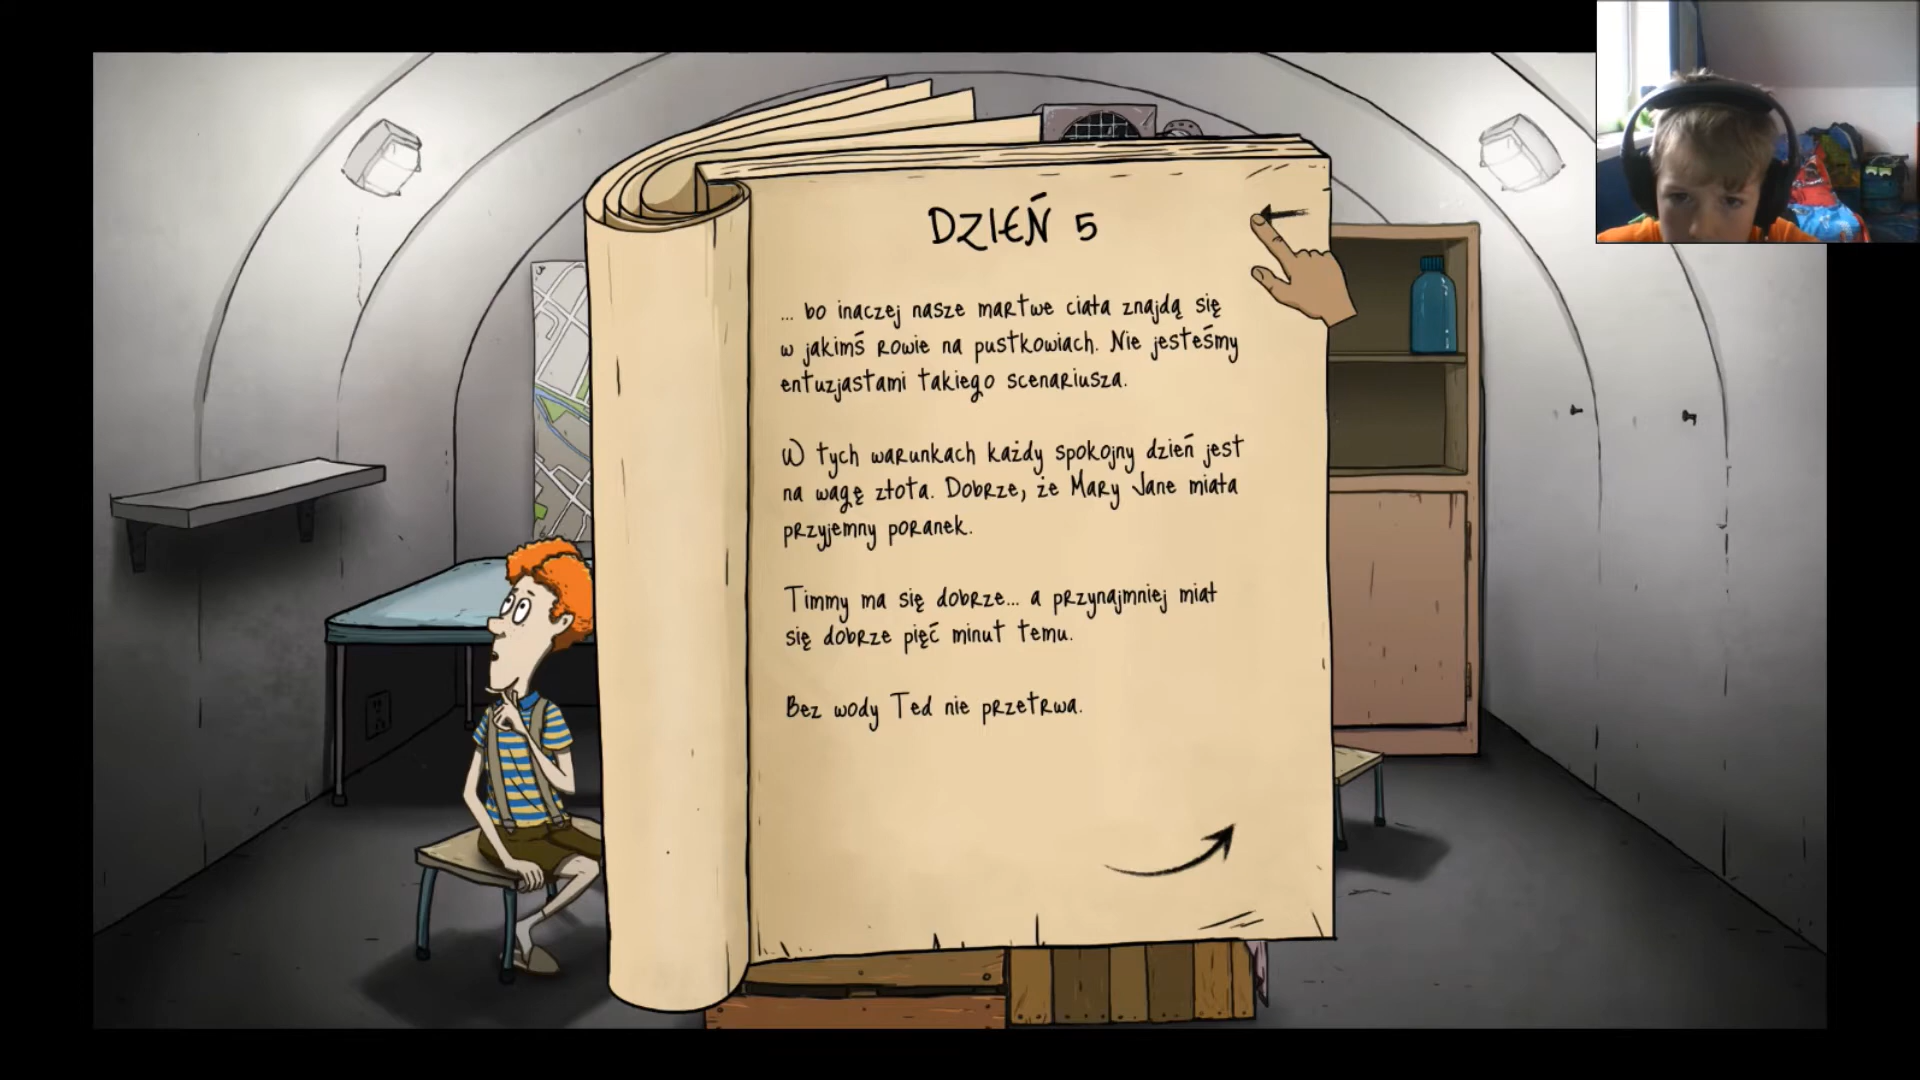 DZIEŃ 5
... bo inaczej nasze martwe ciała znajdą się
w jakimś rowie na pustkowiach. Nie jesteśmy
entuzjastami takiego scenariusza.
W tych warunkach każdy spokojny dzień jest
na wagę złota. Dobrze, że Mary Jane miała
przyjemny poranek.
Timmy ma się dobrze... a przynajmniej miał
się dobrze pięć minut temu.
Bez wody Ted nie przetrwa.